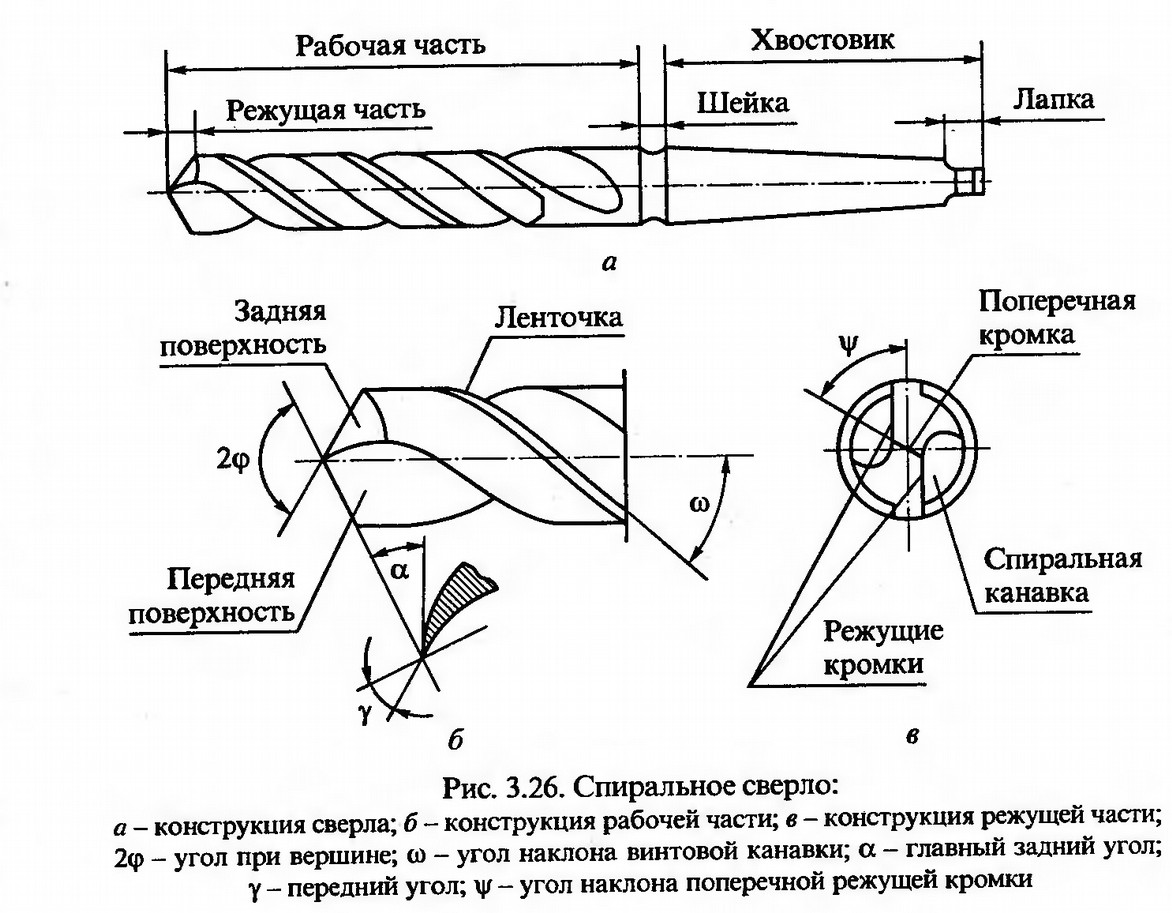 Рабочая часть
Хвостовик
Режущая часть
Шейка
Лапка
а
Задняя
поверхность
Ленточка
Поперечная
кромка
ψ
2φ
ω
α
Передняя
поверхность
Спиральная
канавка
Режущие
кромки
γ
б
в
Рис. 3.26. Спиральное сверло:
а – конструкция сверла; б – конструкция рабочей части; в – конструкция режущей части;
2φ – угол при вершине; ω – угол наклона винтовой канавки; α – главный задний угол;
γ – передний угол; ψ – угол наклона поперечной режущей кромки